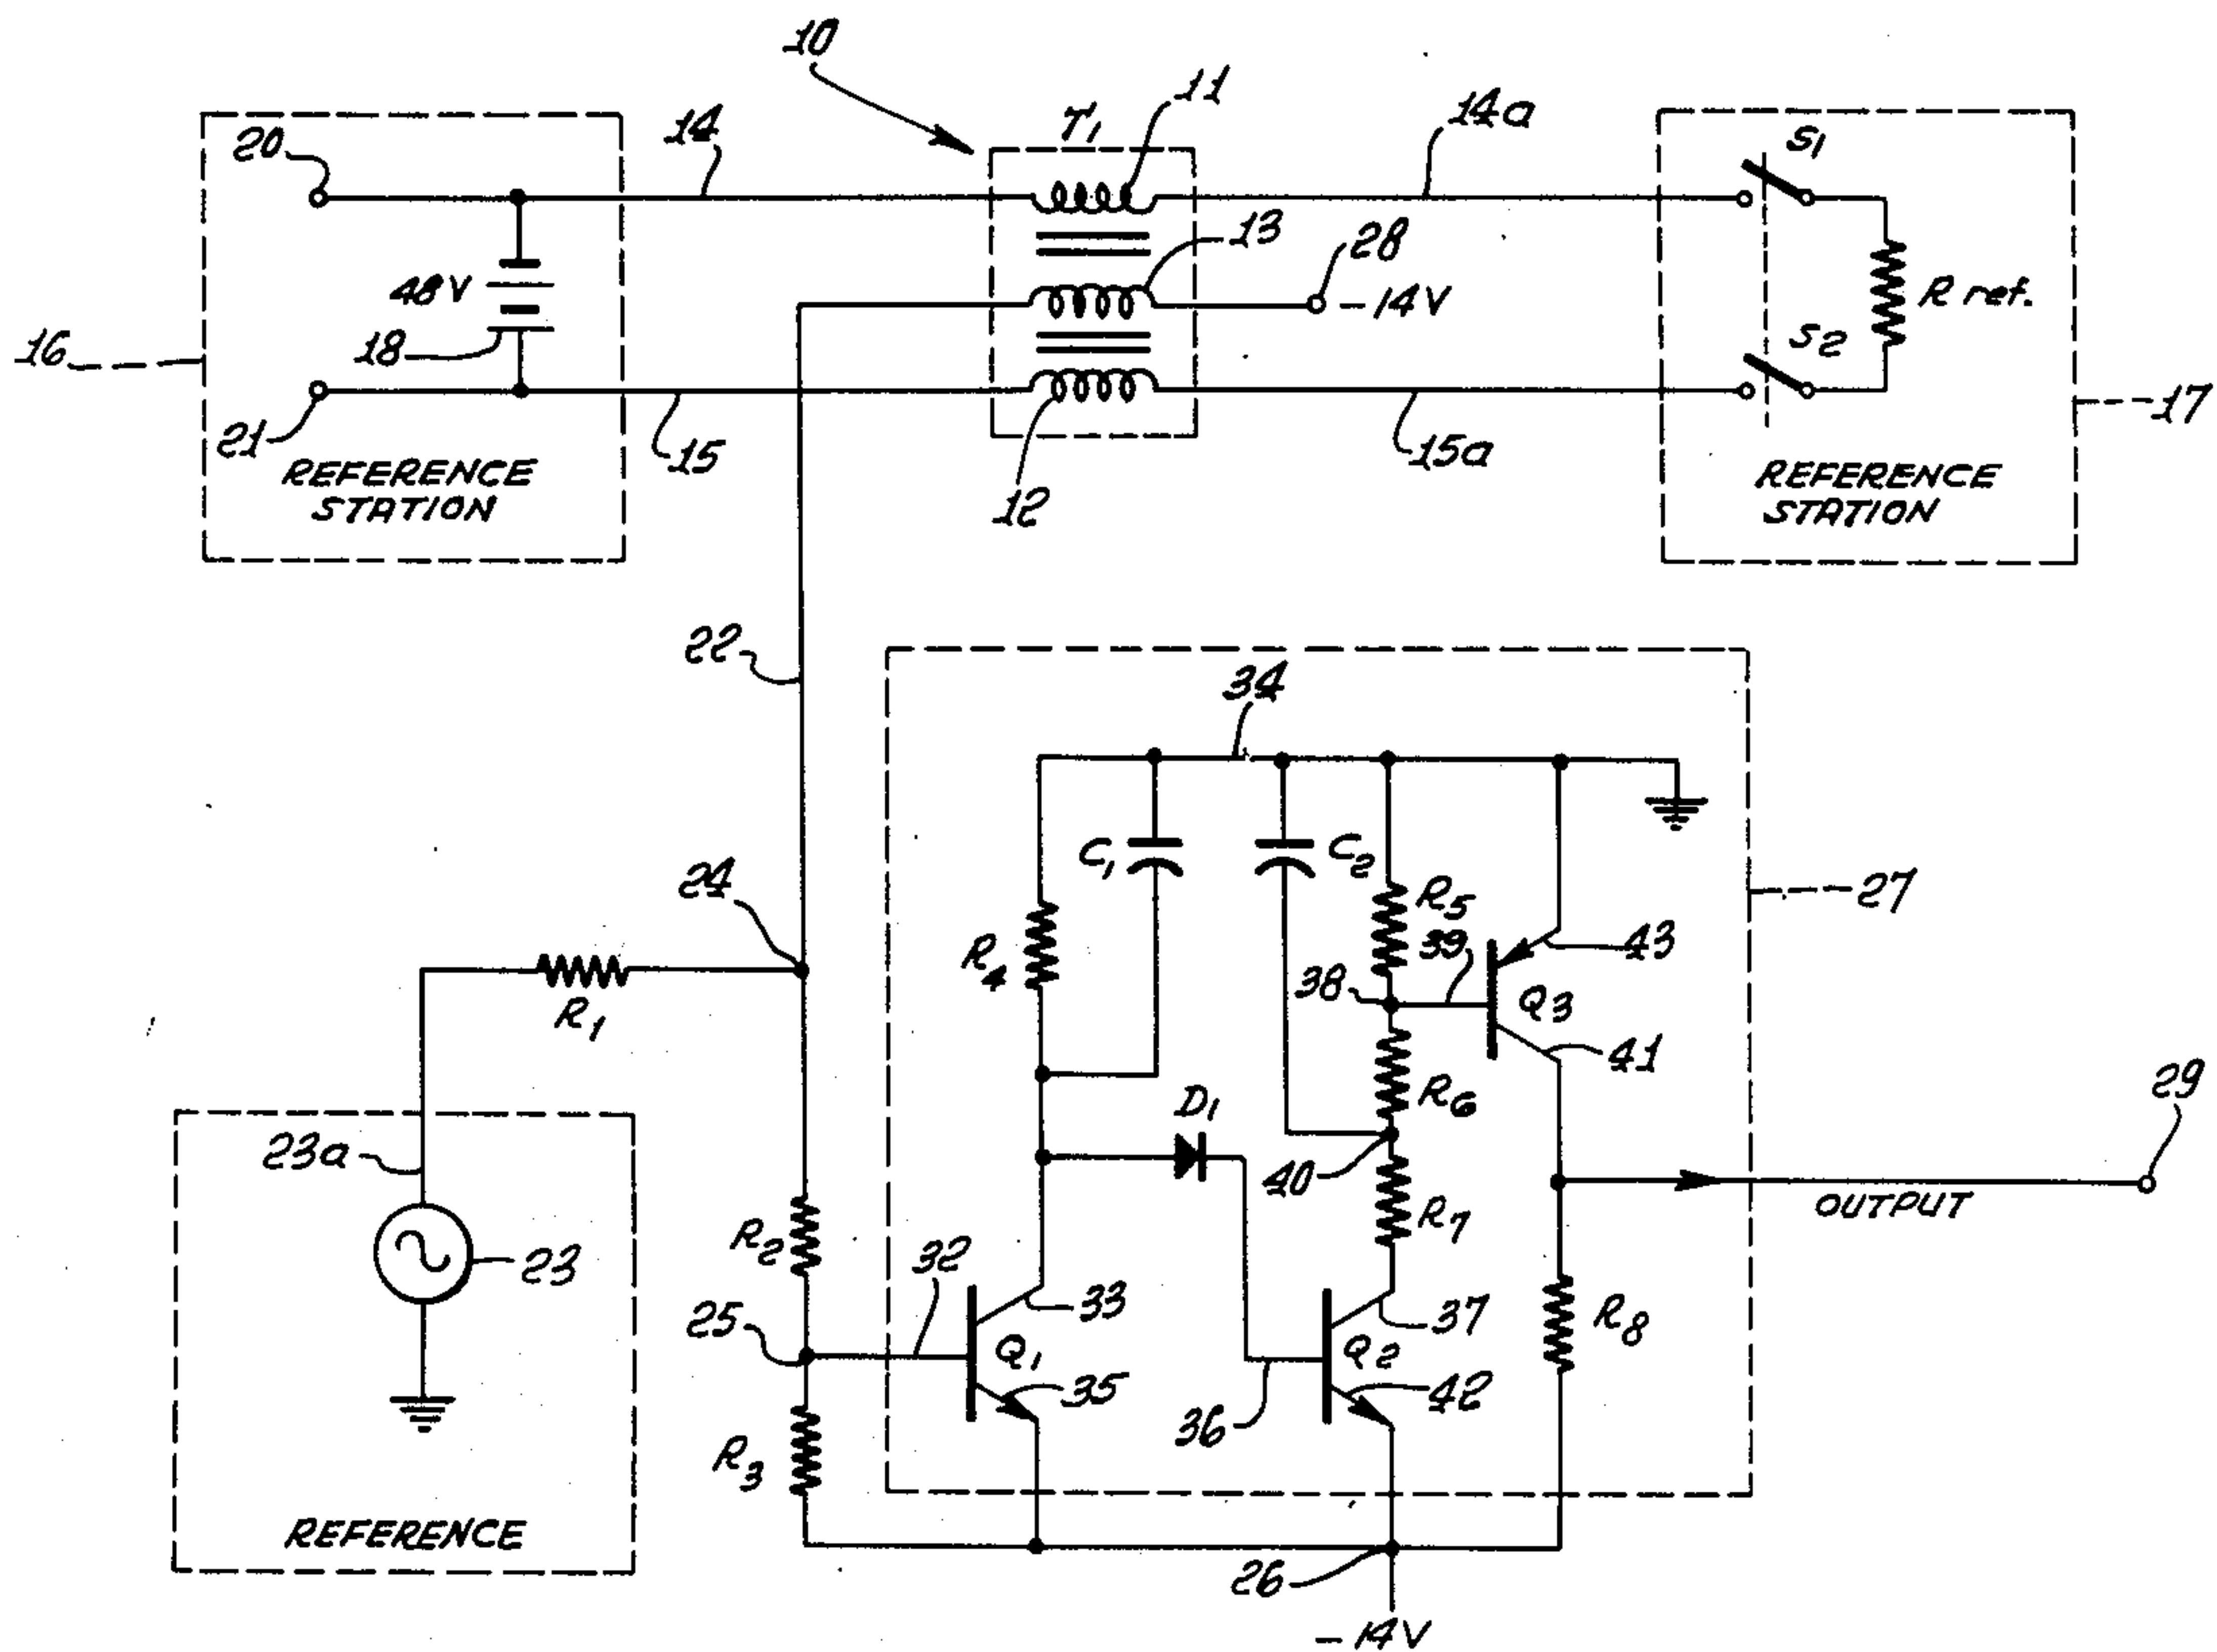 10
20
14
T1
11
14a
S1
13
28
48V
-14V
R ref.
18
S2
16
17
21
15
12
15a
REFERENCE
STATION
REFERENCE
STATION
22
34
C1
C2
24
R5
27
R4
39
43
38
Q3
R1
41
29
R6
D1
23a
40
OUTPUT
R2
32
R7
23
25
33
37
R8
Q1
Q2
35
42
36
R3
REFERENCE
26
-14V